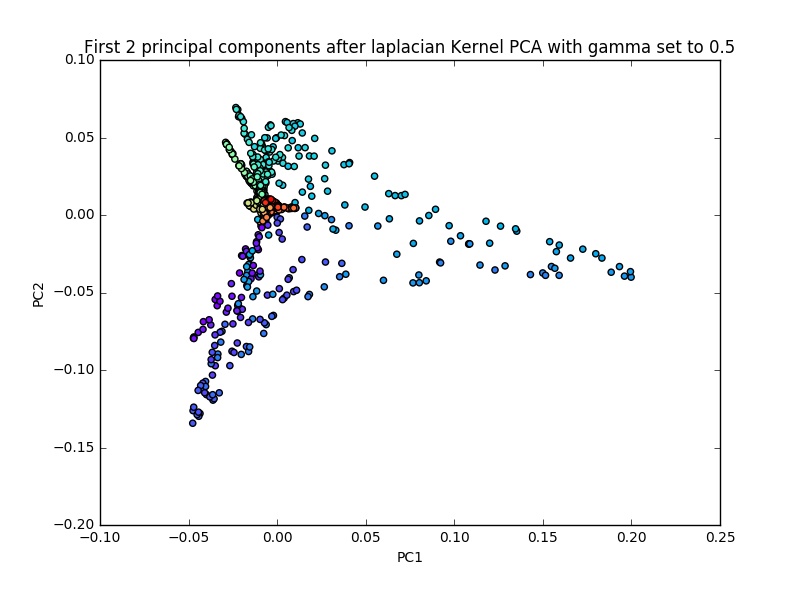 First 2 principal components after laplacian Kernel PCA with gamma set to 0.5
0.10
0.05
0.00
−0.05
−0.10
−0.15
−0.20
PC2
−0.10 −0.05 0.00 0.05 0.10 0.15 0.20 0.25
PC1